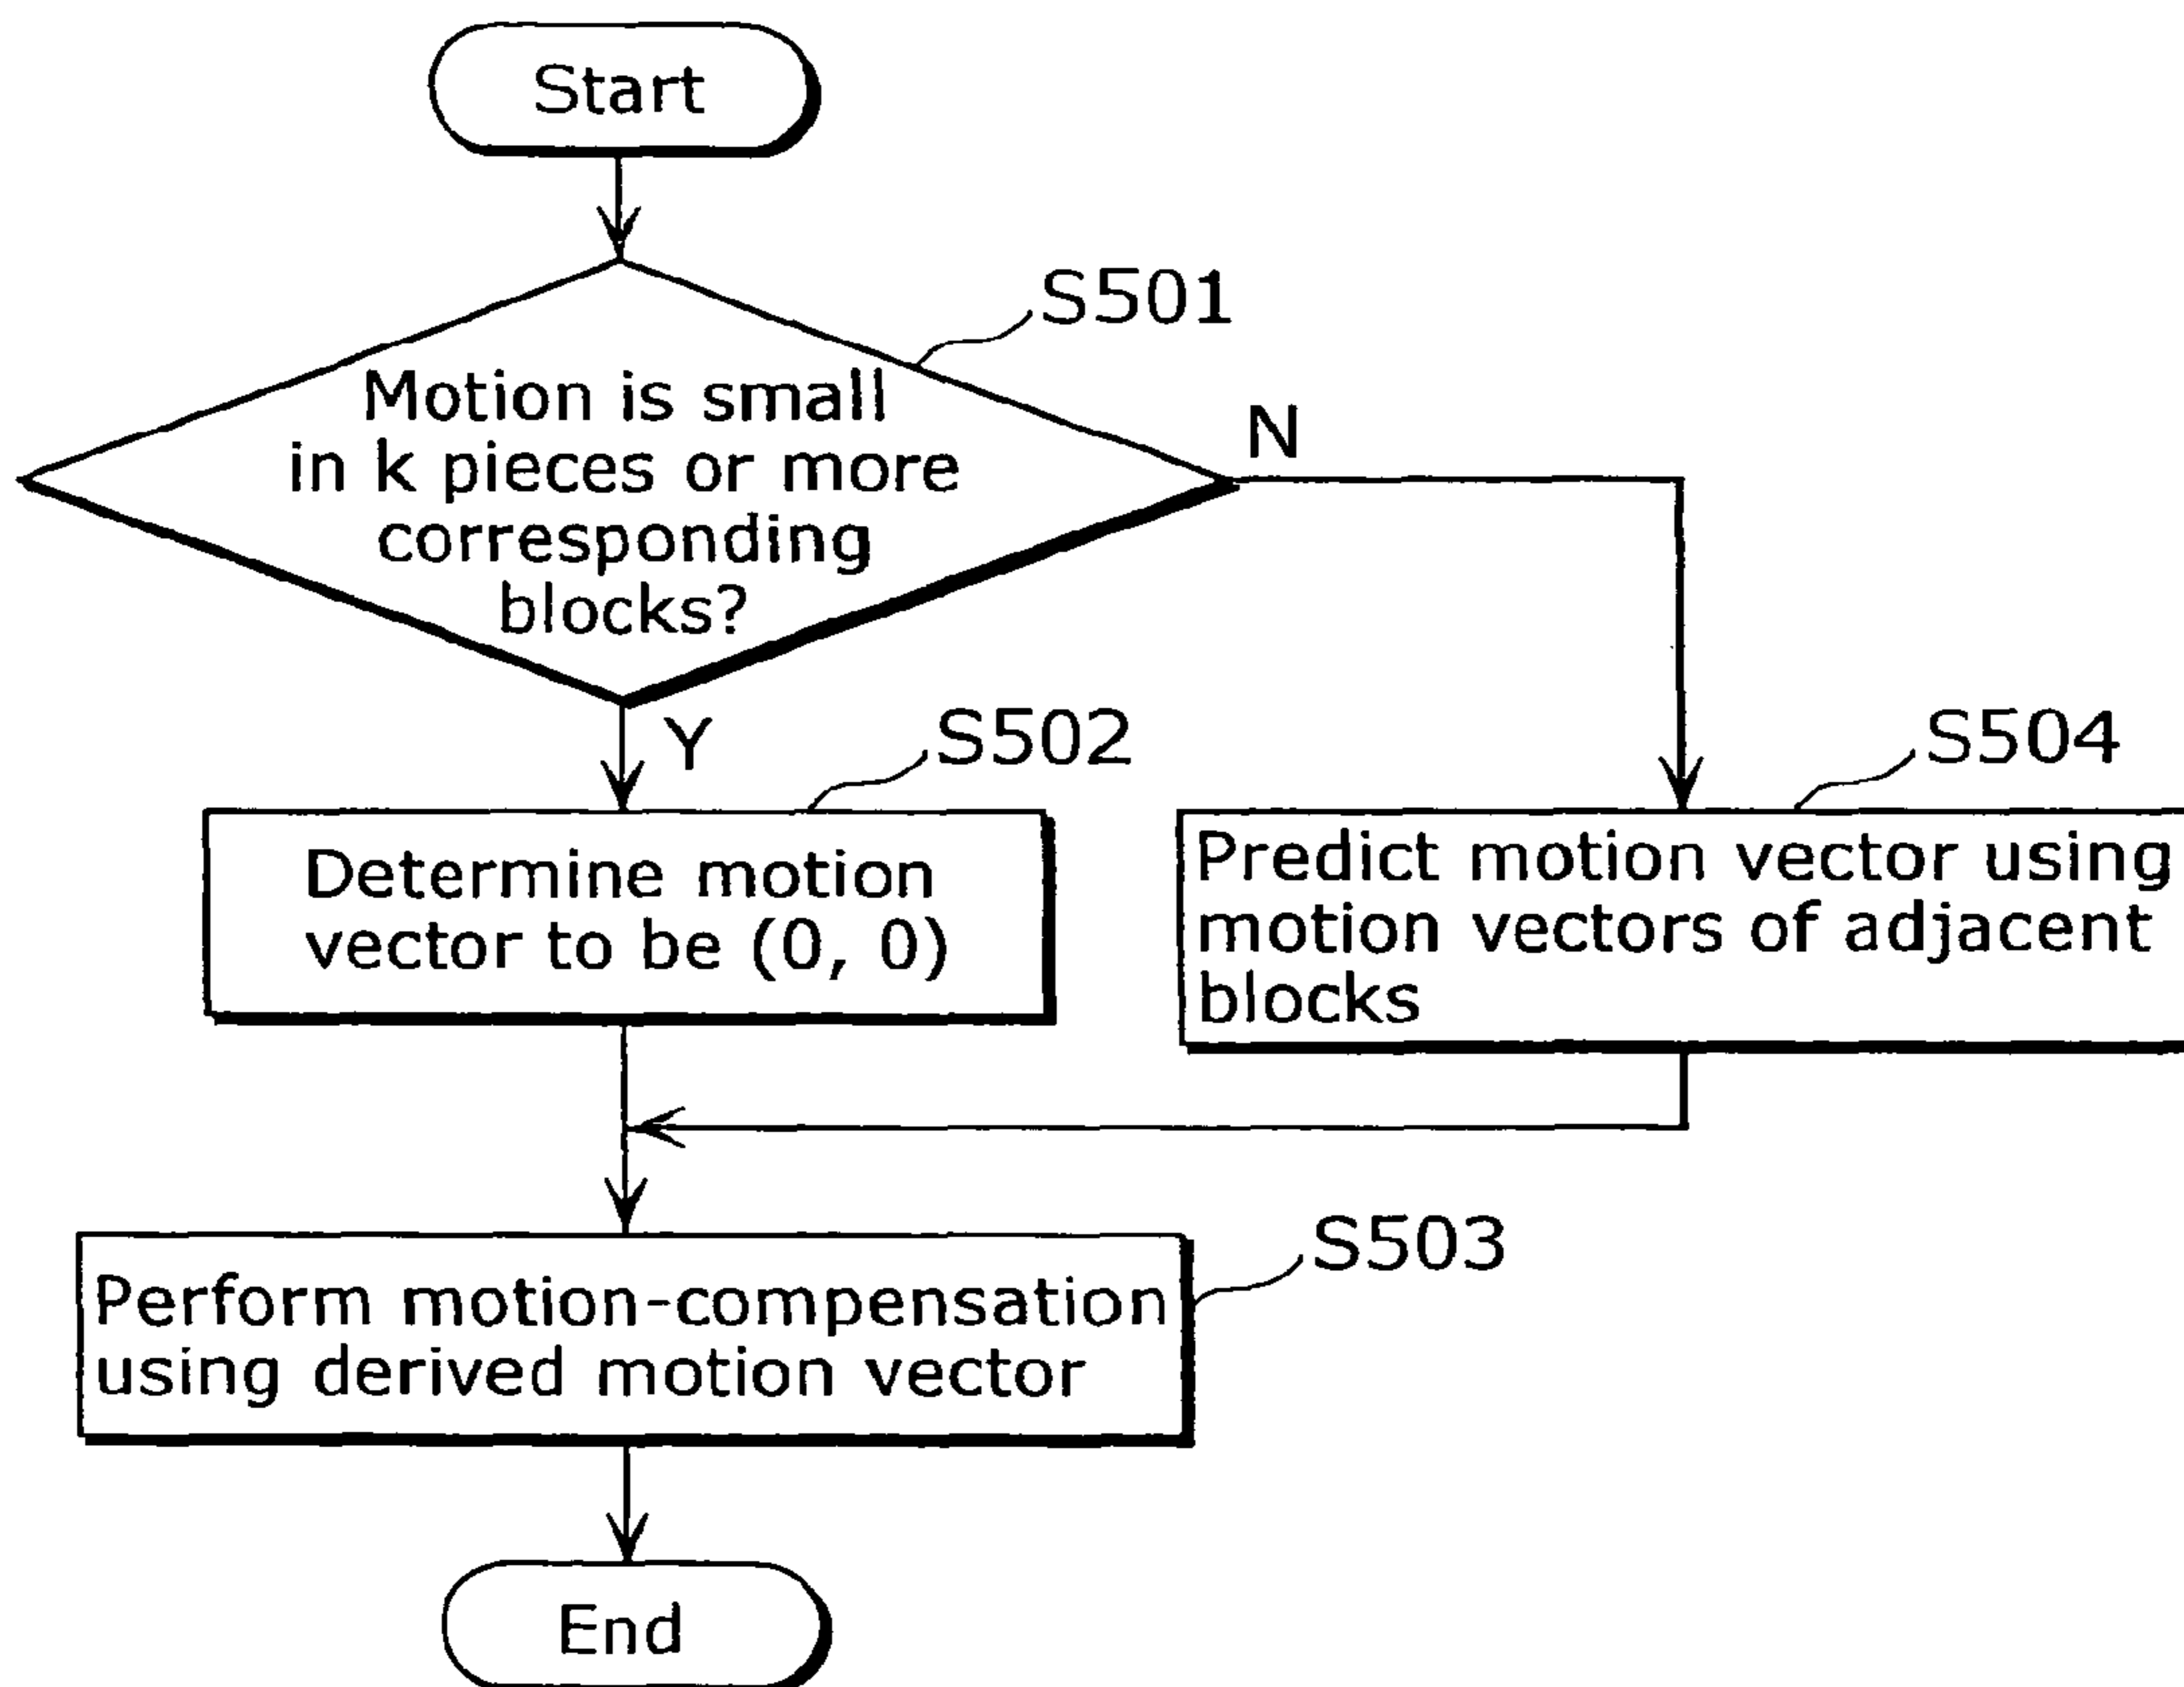 Start
S501
Motion is small
in k pieces or more
corresponding
blocks?
N
Y
S502
S504
Determine motion
vector to be (0, 0)
Predict motion vector using
motion vectors of adjacent
blocks
S503
Perform motion-compensation
using derived motion vector
End